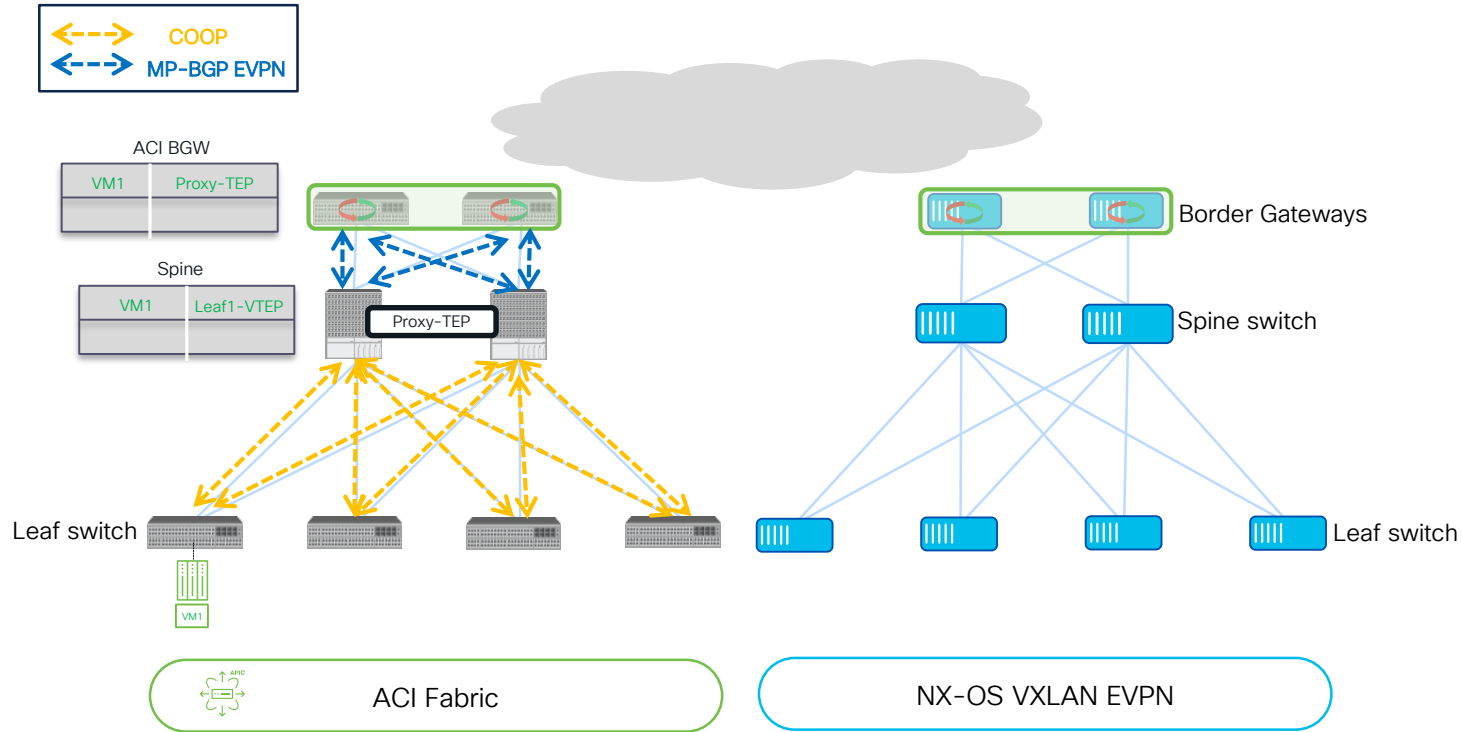 COOP
MP-BGP EVPN
ACI BGW
VM1 Proxy-TEP
Spine
VM1 Leaf1-VTEP
Proxy-TEP
Border Gateways
Spine switch
Leaf switch
Leaf switch
VM1
APIC
ACI Fabric
NX-OS VXLAN EVPN